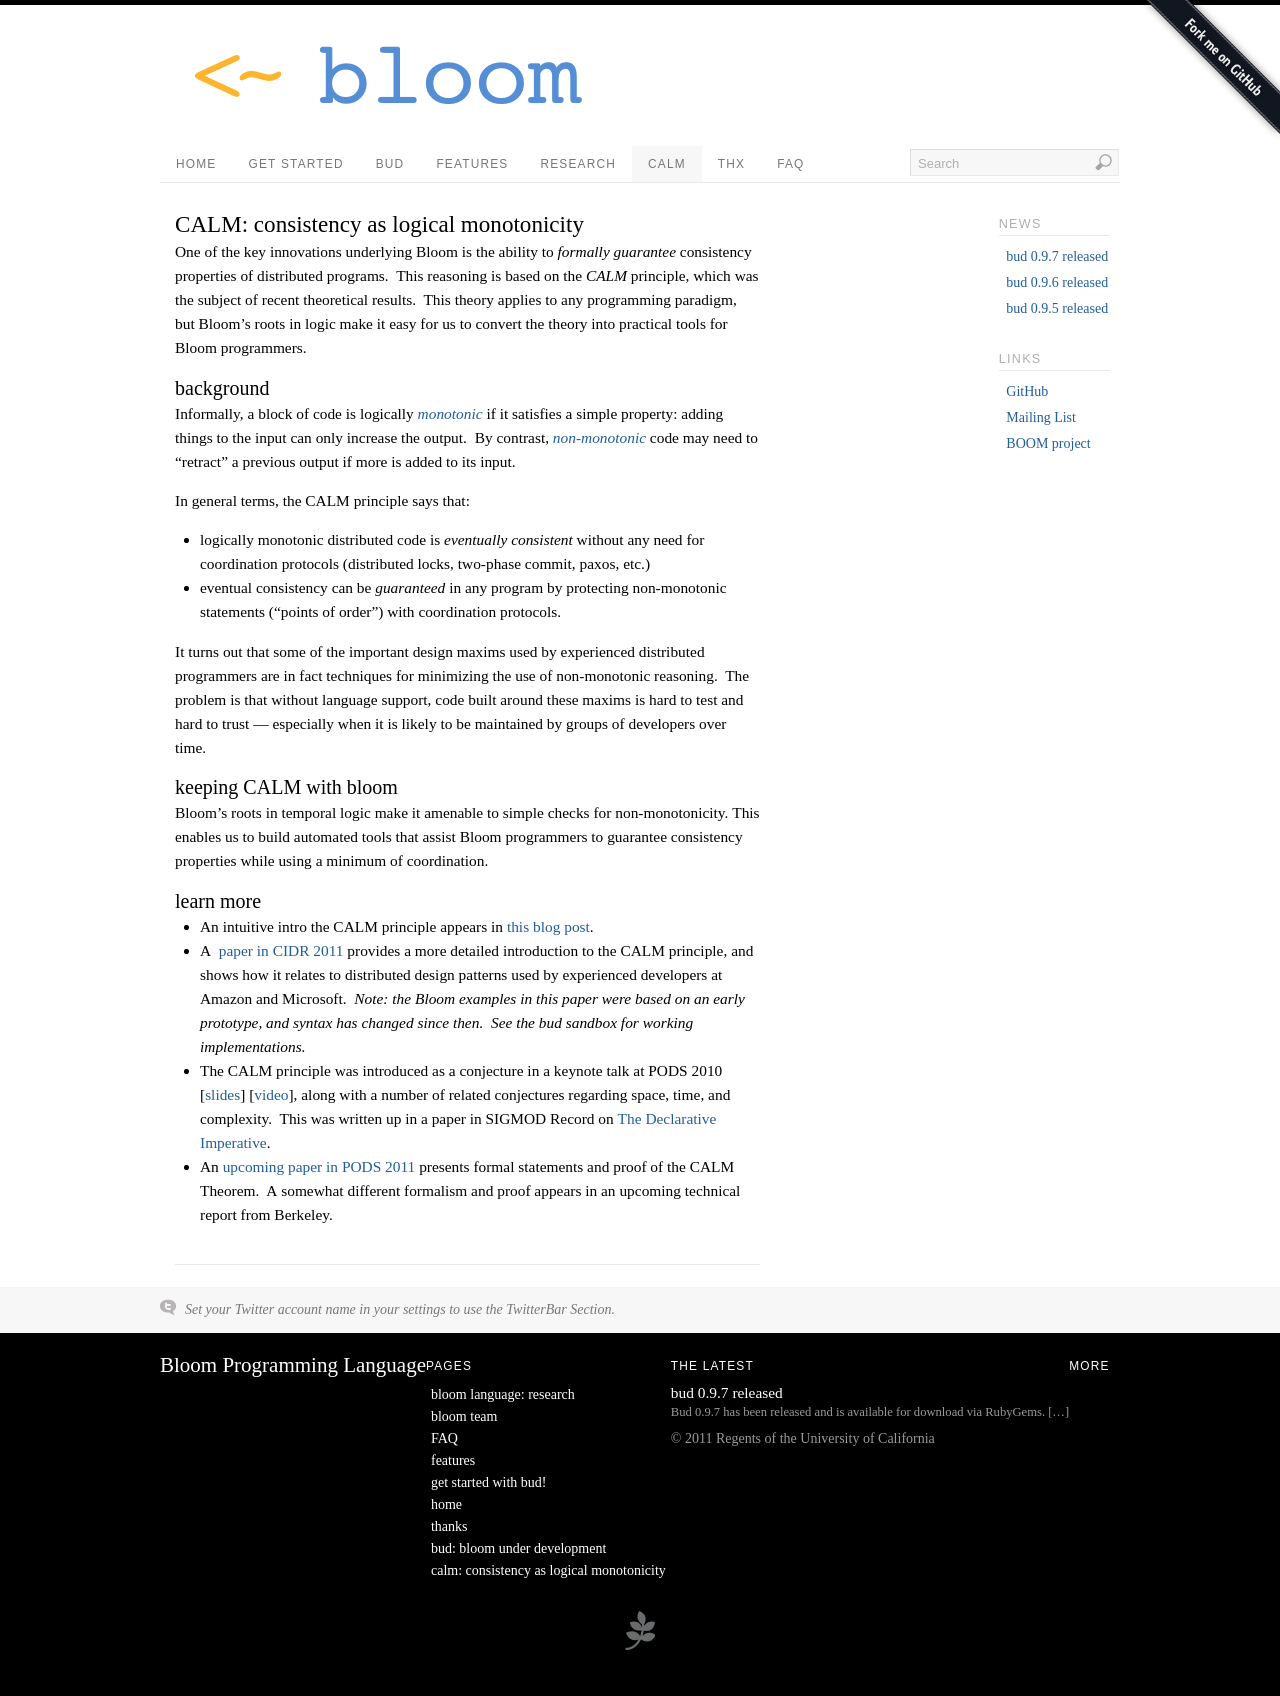 Fork me on GitHub
<~ bloom
HOME GET STARTED BUD FEATURES RESEARCH CALM THX FAQ Search
CALM: consistency as logical monotonicity
One of the key innovations underlying Bloom is the ability to formally guarantee consistency
properties of distributed programs.  This reasoning is based on the CALM principle, which was
the subject of recent theoretical results.  This theory applies to any programming paradigm,
but Bloom’s roots in logic make it easy for us to convert the theory into practical tools for
Bloom programmers.
background
Informally, a block of code is logically monotonic if it satisfies a simple property: adding
things to the input can only increase the output.  By contrast, non-monotonic code may need to
“retract” a previous output if more is added to its input.
In general terms, the CALM principle says that:
• logically monotonic distributed code is eventually consistent without any need for
coordination protocols (distributed locks, two-phase commit, paxos, etc.)
• eventual consistency can be guaranteed in any program by protecting non-monotonic
statements (“points of order”) with coordination protocols.
It turns out that some of the important design maxims used by experienced distributed
programmers are in fact techniques for minimizing the use of non-monotonic reasoning.  The
problem is that without language support, code built around these maxims is hard to test and
hard to trust — especially when it is likely to be maintained by groups of developers over
time.
keeping CALM with bloom
Bloom’s roots in temporal logic make it amenable to simple checks for non-monotonicity. This
enables us to build automated tools that assist Bloom programmers to guarantee consistency
properties while using a minimum of coordination.
learn more
• An intuitive intro the CALM principle appears in this blog post.
• A  paper in CIDR 2011 provides a more detailed introduction to the CALM principle, and
shows how it relates to distributed design patterns used by experienced developers at
Amazon and Microsoft.  Note: the Bloom examples in this paper were based on an early
prototype, and syntax has changed since then.  See the bud sandbox for working
implementations.
• The CALM principle was introduced as a conjecture in a keynote talk at PODS 2010
[slides] [video], along with a number of related conjectures regarding space, time, and
complexity.  This was written up in a paper in SIGMOD Record on The Declarative
Imperative.
• An upcoming paper in PODS 2011 presents formal statements and proof of the CALM
Theorem.  A somewhat different formalism and proof appears in an upcoming technical
report from Berkeley.
NEWS
bud 0.9.7 released
bud 0.9.6 released
bud 0.9.5 released
LINKS
GitHub
Mailing List
BOOM project
Set your Twitter account name in your settings to use the TwitterBar Section.
Bloom Programming Language
PAGES
bloom language: research
bloom team
FAQ
features
get started with bud!
home
thanks
bud: bloom under development
calm: consistency as logical monotonicity
THE LATEST
bud 0.9.7 released
Bud 0.9.7 has been released and is available for download via RubyGems. […]
© 2011 Regents of the University of California
MORE